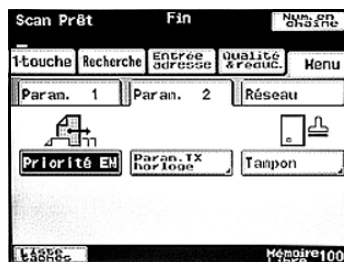 Scan Prêt Fin Num.en chaîne
1-touche Recherche Entrée adresse Qualité &réduc. Menu
Param. 1 Param. 2 Réseau
Priorité EM Param.TX horloge Tampon
Liste tâches Mémoire Libre 100